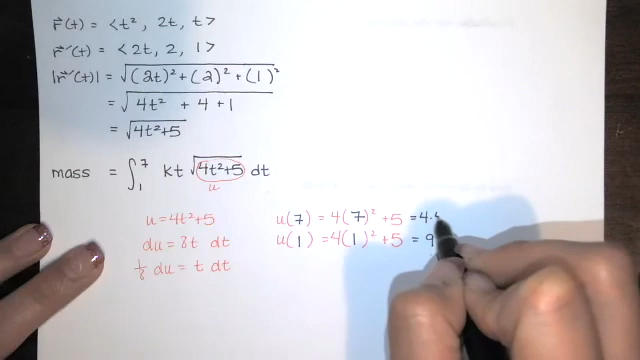 r⃗(t) = <t², 2t, t>
r⃗'(t) = <2t, 2, 1>
|r⃗'(t)| = √((2t)² + (2)² + (1)²)
= √(4t² + 4 + 1)
= √(4t²+5)
mass = ∫₁⁷ kt √(4t²+5) dt
u
u = 4t²+5 u(7) = 4(7)² +5 = 4·
du = 8t dt u(1) = 4(1)² +5 = 9
1/8 du = t dt